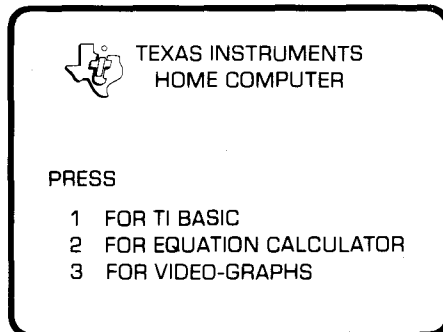 TEXAS INSTRUMENTS
HOME COMPUTER
PRESS
1 FOR TI BASIC
2 FOR EQUATION CALCULATOR
3 FOR VIDEO-GRAPHS